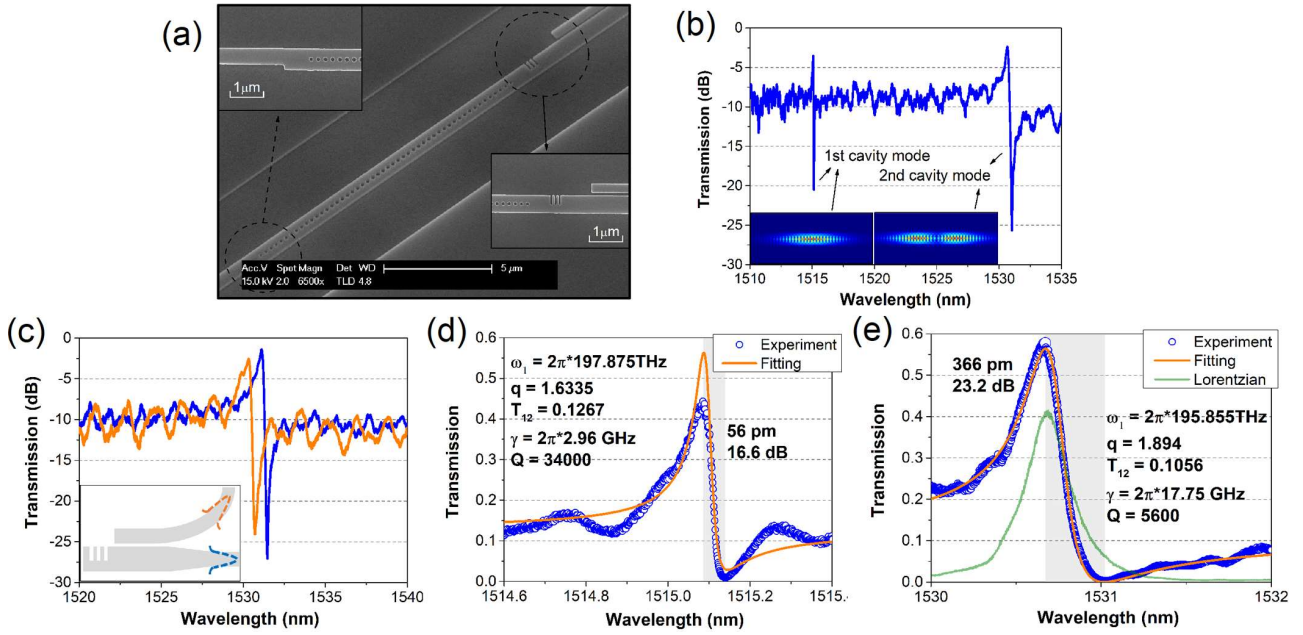 (a)
1μm
1μm
Acc.V Spot Magn Det WD
15.0 kV 2.0 6500x TLD 4.8
5 μm
(b)
Transmission (dB)
0
-5
-10
-15
-20
-25
-30
1st cavity mode
2nd cavity mode
1510 1515 1520 1525 1530 1535
Wavelength (nm)
(c)
Transmission (dB)
0
-5
-10
-15
-20
-25
-30
1520 1525 1530 1535 1540
Wavelength (nm)
(d)
Transmission
0.6
0.5
0.4
0.3
0.2
0.1
0.0
Experiment
Fitting
ω1 = 2π*197.875THz
q = 1.6335
T12 = 0.1267
γ = 2π*2.96 GHz
Q = 34000
56 pm
16.6 dB
1514.6 1514.8 1515.0 1515.2 1515.4
Wavelength (nm)
(e)
Transmission
0.6
0.5
0.4
0.3
0.2
0.1
0.0
366 pm
23.2 dB
Experiment
Fitting
Lorentzian
ω1 = 2π*195.855THz
q = 1.894
T12 = 0.1056
γ = 2π*17.75 GHz
Q = 5600
1530 1531 1532
Wavelength (nm)